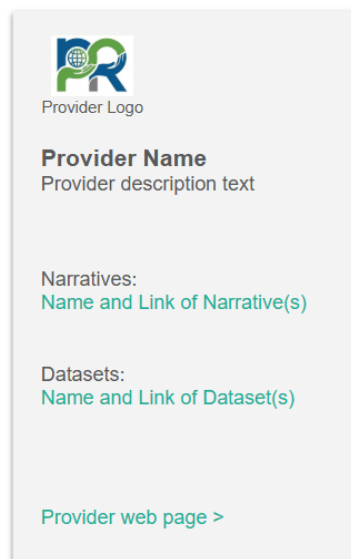 PR
Provider Logo
Provider Name
Provider description text
Narratives:
Name and Link of Narrative(s)
Datasets:
Name and Link of Dataset(s)
Provider web page >